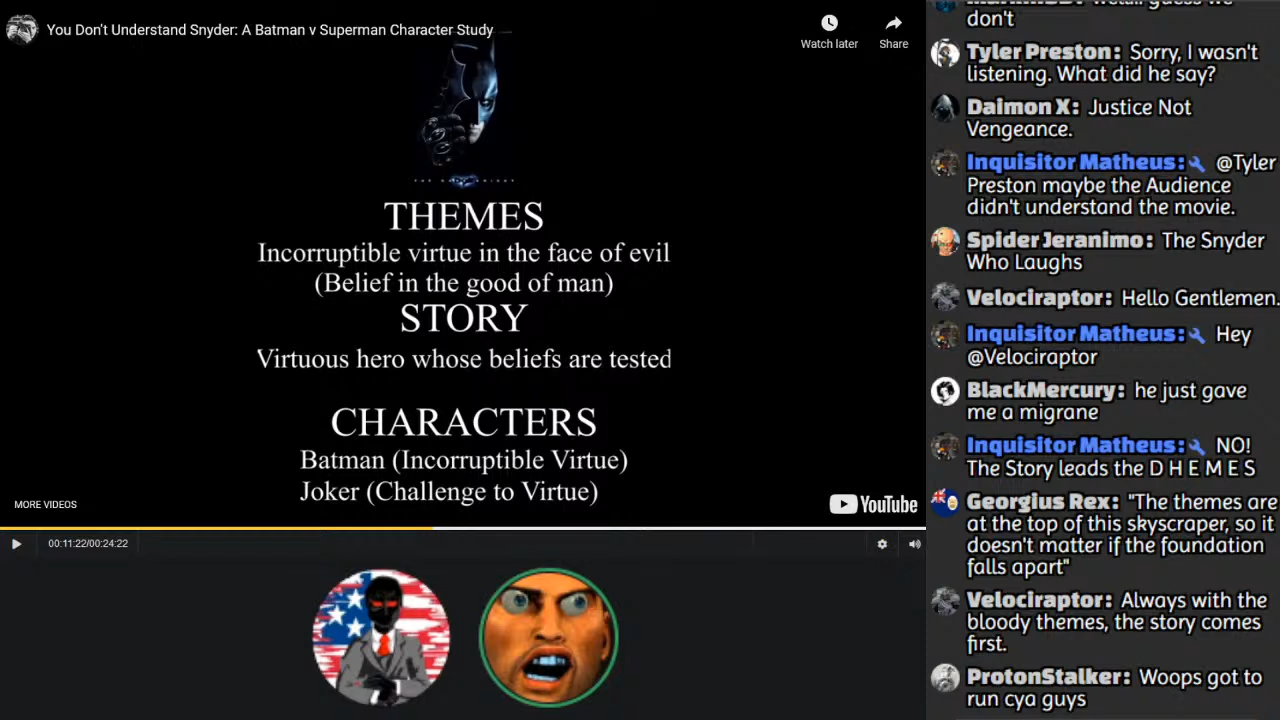 You Don't Understand Snyder: A Batman v Superman Character Study
Watch later
Share
THEMES
Incorruptible virtue in the face of evil
(Belief in the good of man)
STORY
Virtuous hero whose beliefs are tested
CHARACTERS
Batman (Incorruptible Virtue)
Joker (Challenge to Virtue)
MORE VIDEOS
YouTube
00:11:22/00:24:22
don't
Tyler Preston: Sorry, I wasn't
listening. What did he say?
Daimon X: Justice Not
Vengeance.
Inquisitor Matheus: @Tyler
Preston maybe the Audience
didn't understand the movie.
Spider Jeranimo: The Snyder
Who Laughs
Velociraptor: Hello Gentlemen.
Inquisitor Matheus: Hey
@Velociraptor
BlackMercury: he just gave
me a migrane
Inquisitor Matheus: NO!
The Story leads the D H E M E S
Georgius Rex: "The themes are
at the top of this skyscraper, so it
doesn't matter if the foundation
falls apart"
Velociraptor: Always with the
bloody themes, the story comes
first.
ProtonStalker: Woops got to
run cya guys